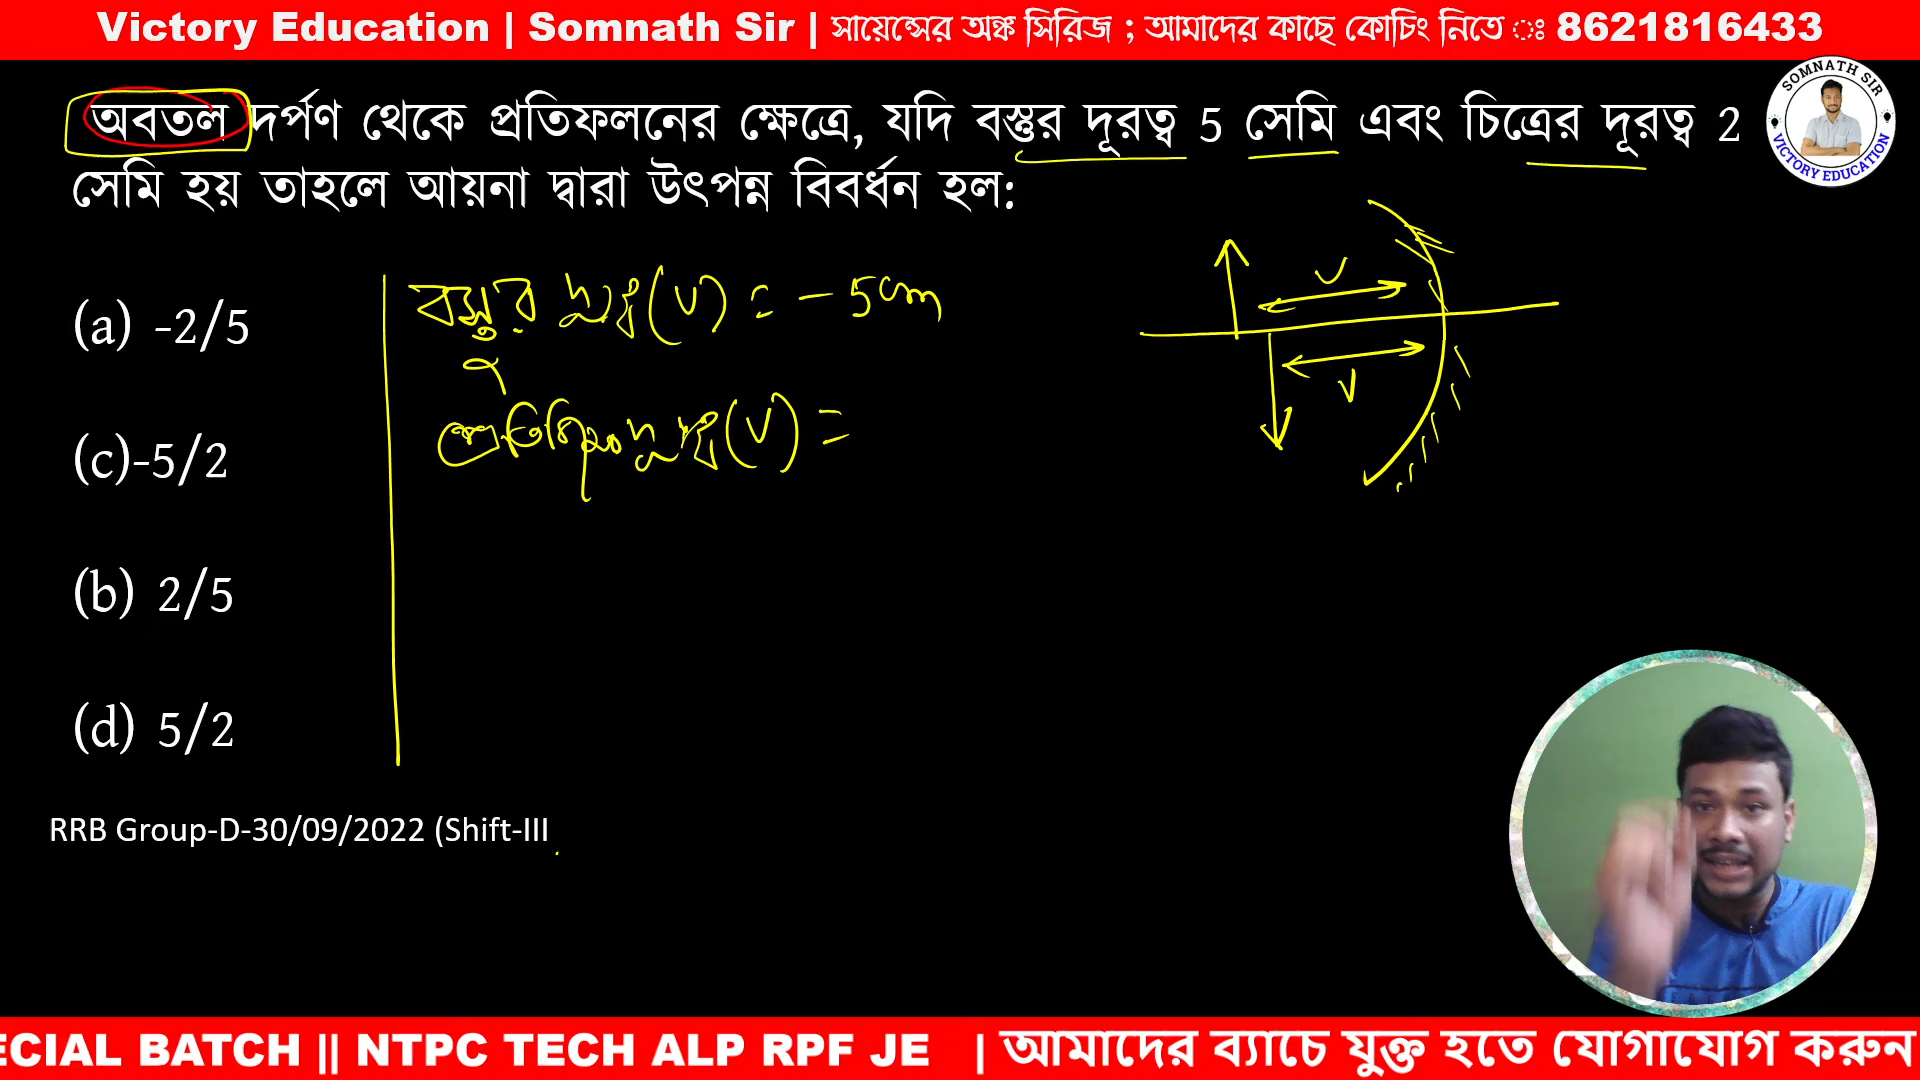 Victory Education | Somnath Sir | সায়েন্সের অঙ্ক সিরিজ ; আমাদের কাছে কোচিং নিতে ঃ 8621816433
SOMNATH SIR
VICTORY EDUCATION
অবতল দর্পণ থেকে প্রতিফলনের ক্ষেত্রে, যদি বস্তুর দূরত্ব 5 সেমি এবং চিত্রের দূরত্ব 2
সেমি হয় তাহলে আয়না দ্বারা উৎপন্ন বিবর্ধন হল:
(a) -2/5
(c)-5/2
(b) 2/5
(d) 5/2
বস্তুর (u) = - 5cm
(v) =
u
v
RRB Group-D-30/09/2022 (Shift-III
ECIAL BATCH || NTPC TECH ALP RPF JE | আমাদের ব্যাচে যুক্ত হতে যোগাযোগ করুন